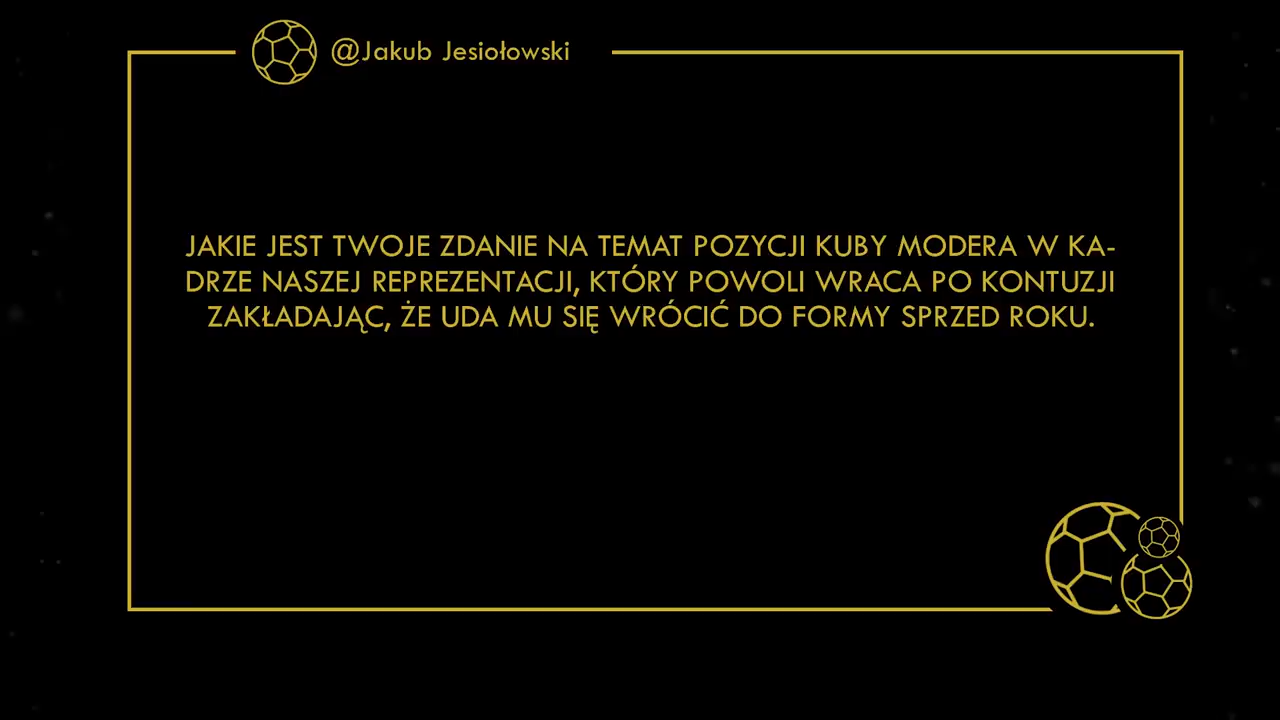 @Jakub Jesiołowski
JAKIE JEST TWOJE ZDANIE NA TEMAT POZYCJI KUBY MODERA W KA-
DRZE NASZEJ REPREZENTACJI, KTÓRY POWOLI WRACA PO KONTUZJI
ZAKŁADAJĄC, ŻE UDA MU SIĘ WRÓCIĆ DO FORMY SPRZED ROKU.